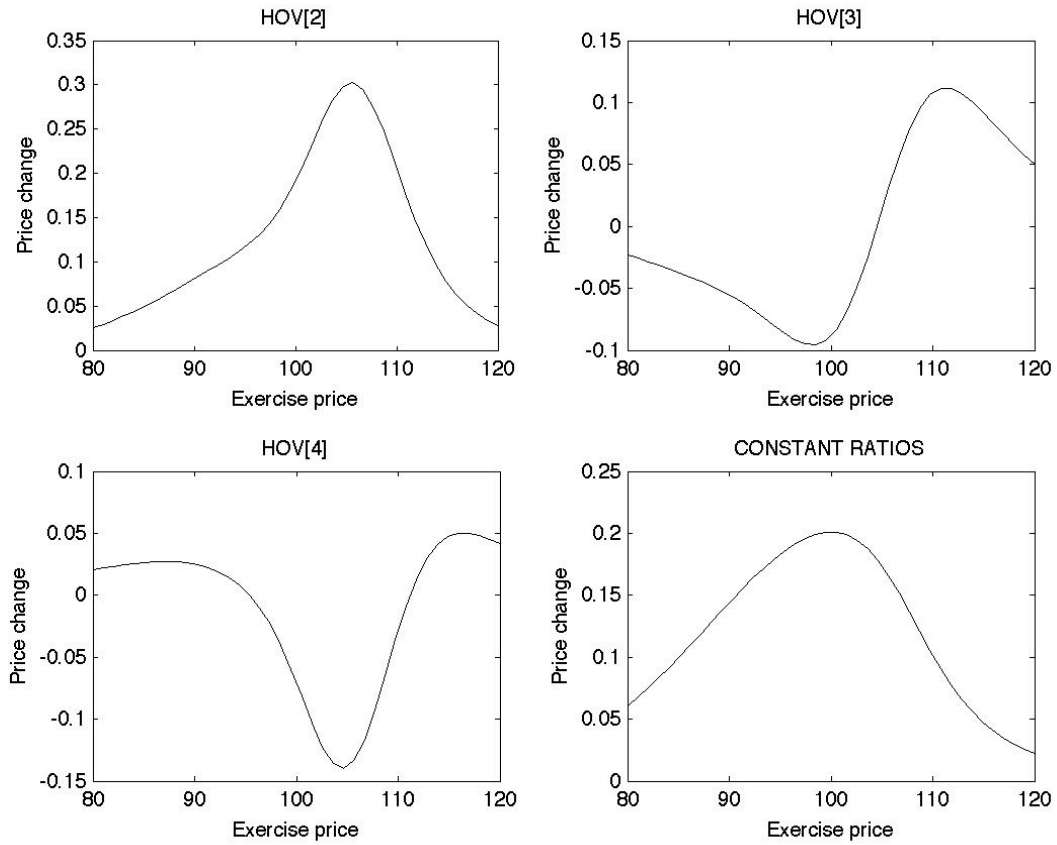 HOV[2]
0.35
0.3
0.25
0.2
0.15
0.1
0.05
0
Price change
80 90 100 110 120
Exercise price
HOV[3]
0.15
0.1
0.05
0
-0.05
-0.1
Price change
80 90 100 110 120
Exercise price
HOV[4]
0.1
0.05
0
-0.05
-0.1
-0.15
Price change
80 90 100 110 120
Exercise price
CONSTANT RATIOS
0.25
0.2
0.15
0.1
0.05
0
Price change
80 90 100 110 120
Exercise price